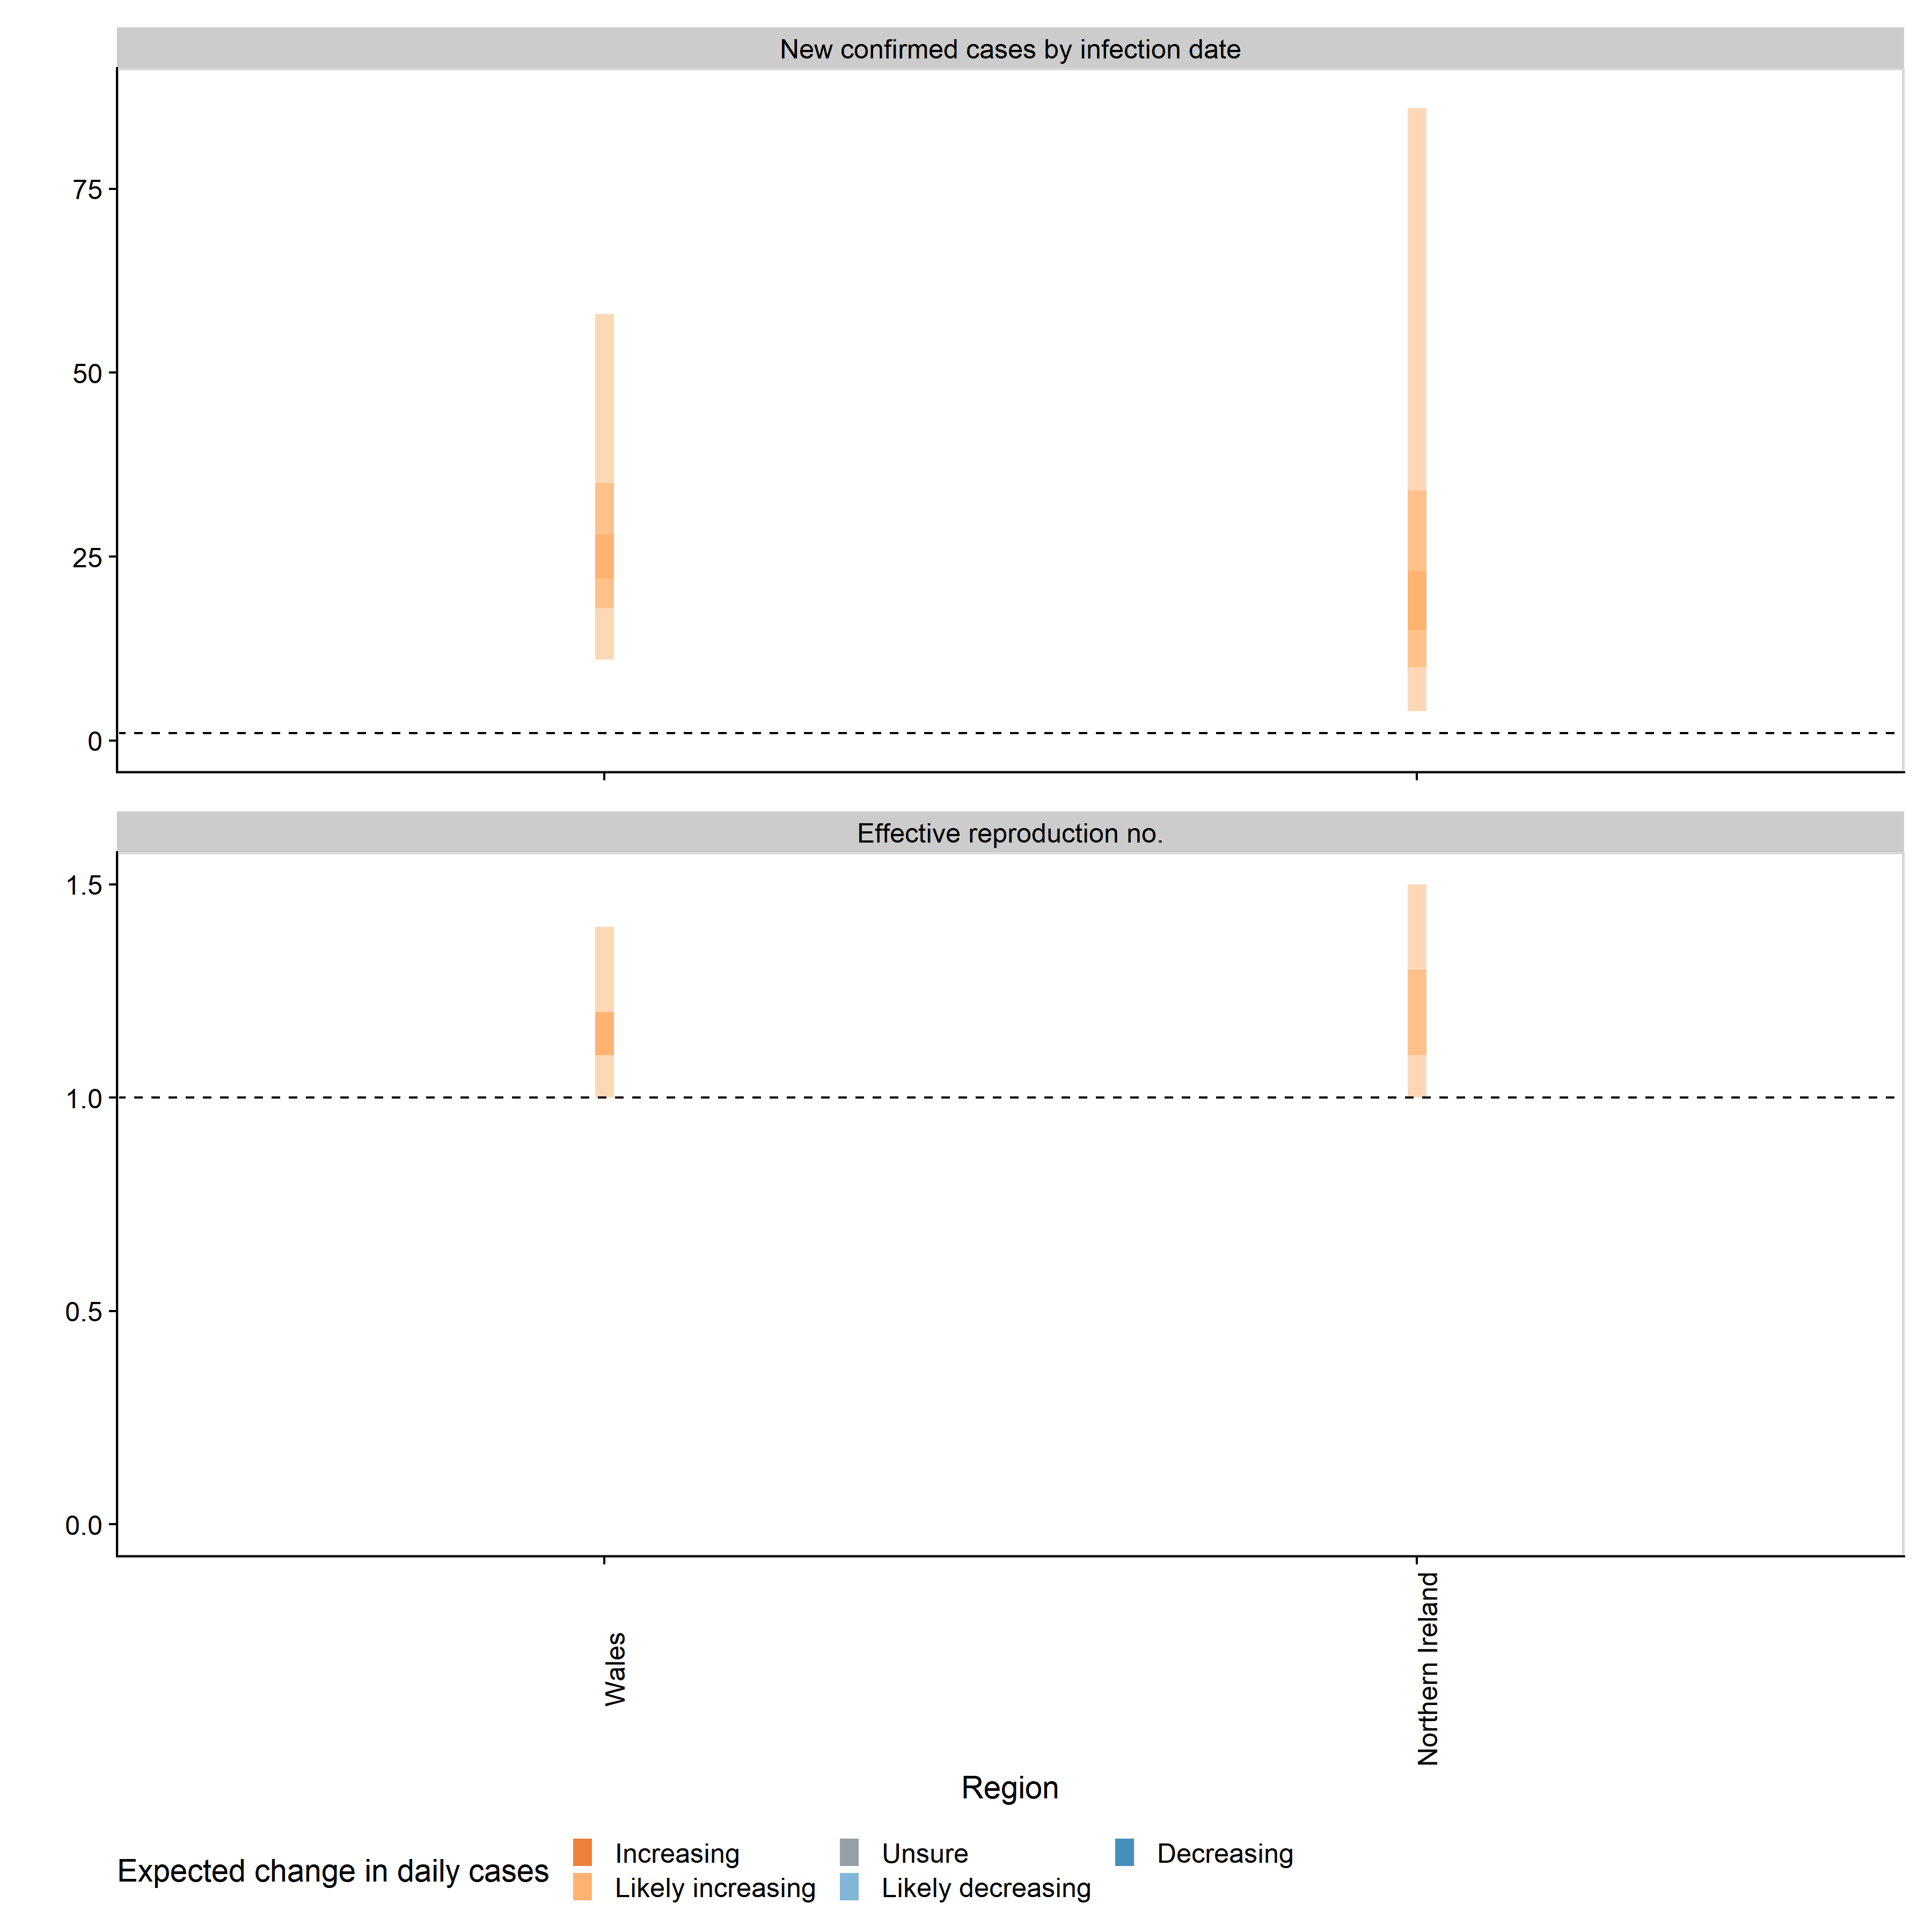 New confirmed cases by infection date
75
50
25
0
Effective reproduction no.
1.5
1.0
0.5
0.0
Wales
Northern Ireland
Region
Expected change in daily cases
Increasing
Unsure
Decreasing
Likely increasing
Likely decreasing